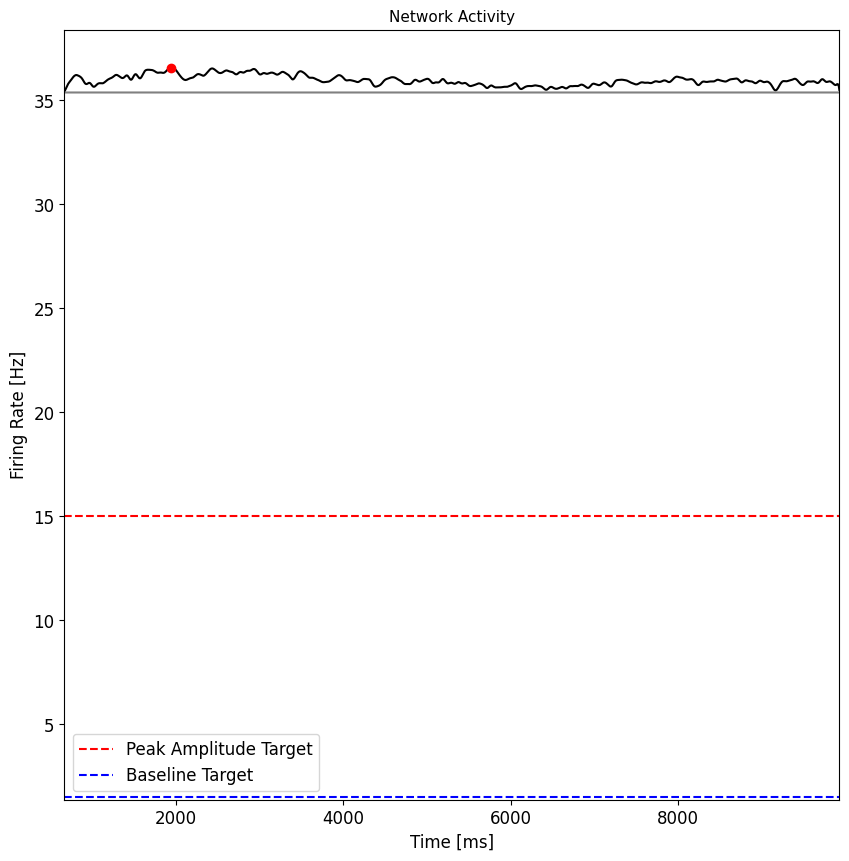 Network Activity
Firing Rate [Hz]
35
30
25
20
15
10
5
Peak Amplitude Target
Baseline Target
2000 4000 6000 8000
Time [ms]